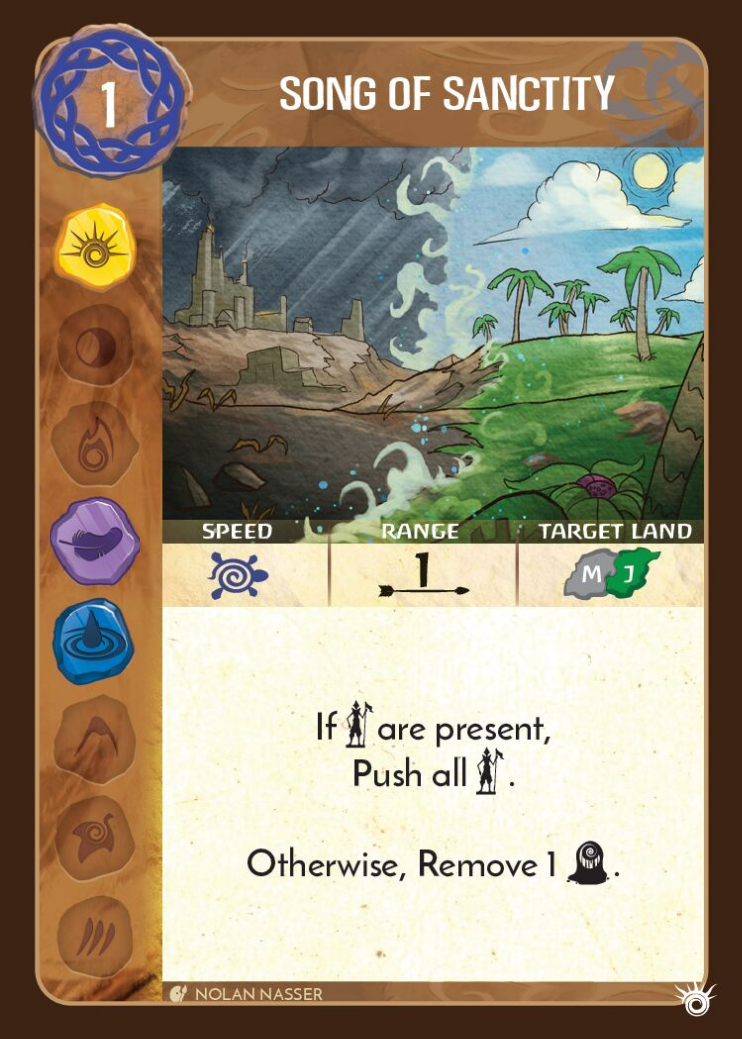 1
SONG OF SANCTITY
SPEED RANGE TARGET LAND
1 M J
If are present,
Push all .
Otherwise, Remove 1 .
NOLAN NASSER